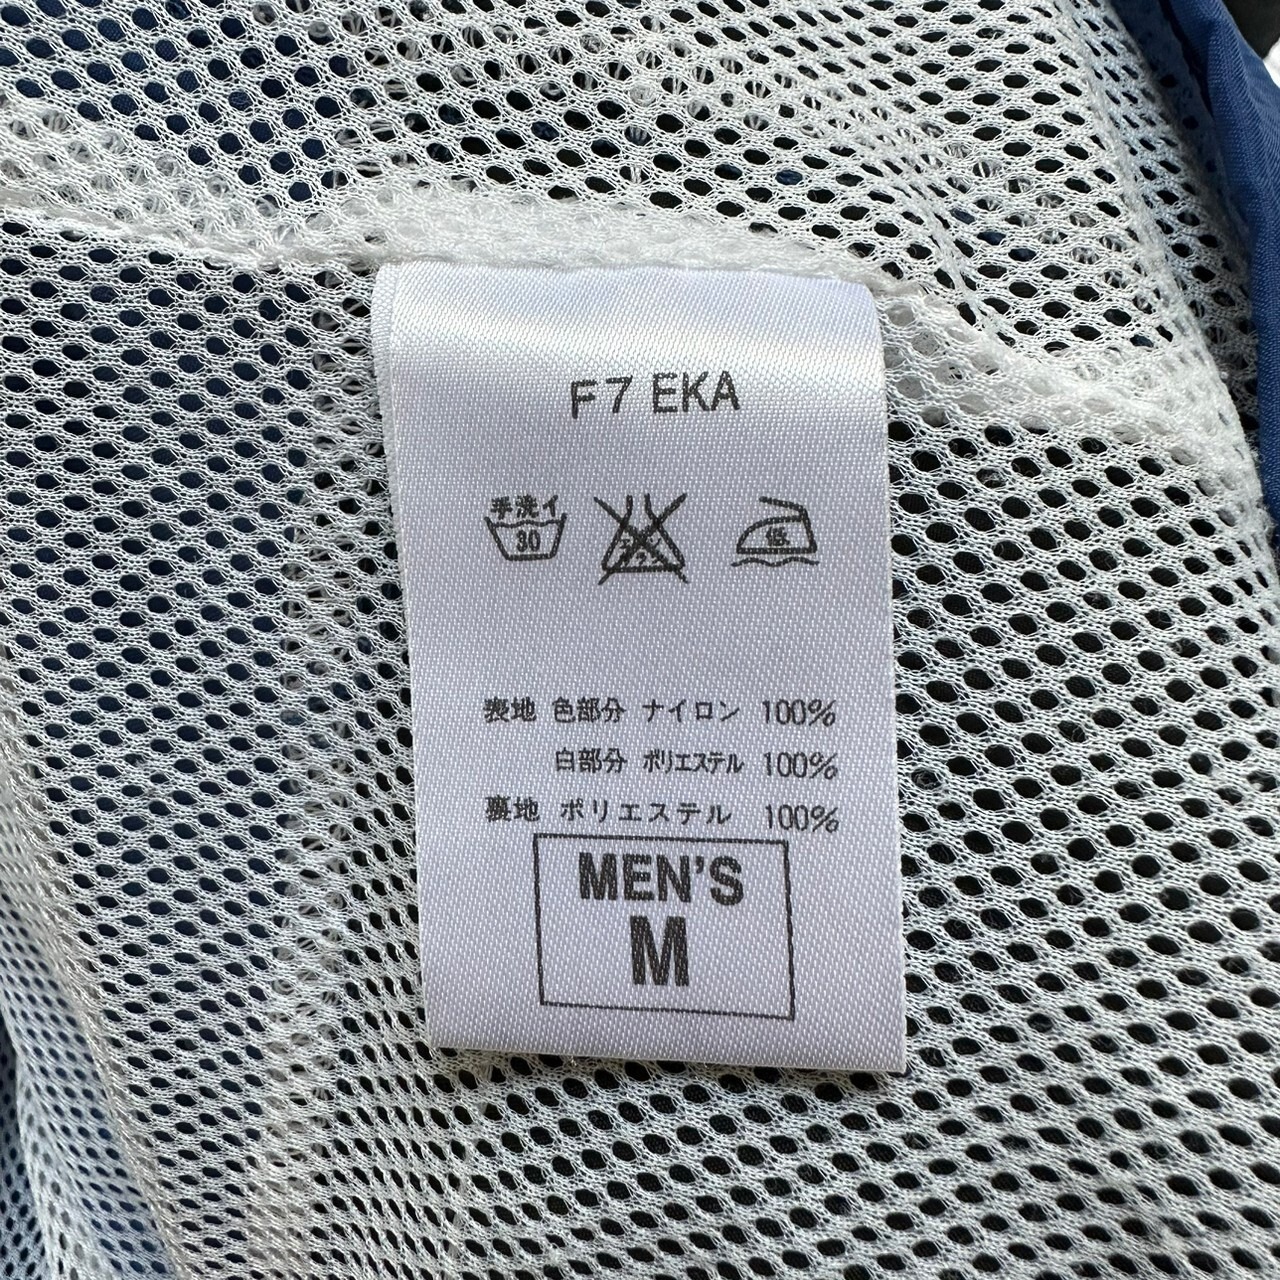 F7 EKA
手洗イ
30
低
表地 色部分 ナイロン 100%
白部分 ポリエステル 100%
裏地 ポリエステル 100%
MEN'S
M